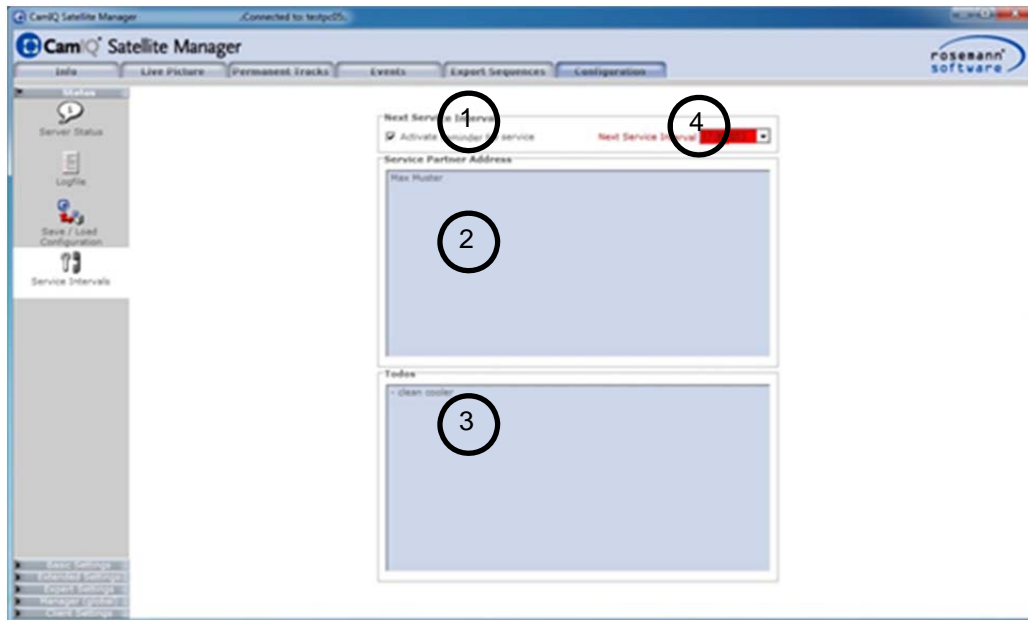 CamIQ Satellite Manager
.Connected to: testpc05.
CamIQ Satellite Manager
rosemann
software
Info
Live Picture
Permanent Tracks
Events
Export Sequences
Configuration
Status
Server Status
Logfile
Save / Load
Configuration
Service Intervals
Next Service Interval
1
Activate reminder for service
Next Service Interval
4
Service Partner Address
Max Muster
2
Todos
- clean cooler
3
Basic Settings
Extended Settings
Expert Settings
Manager (global)
Client Settings